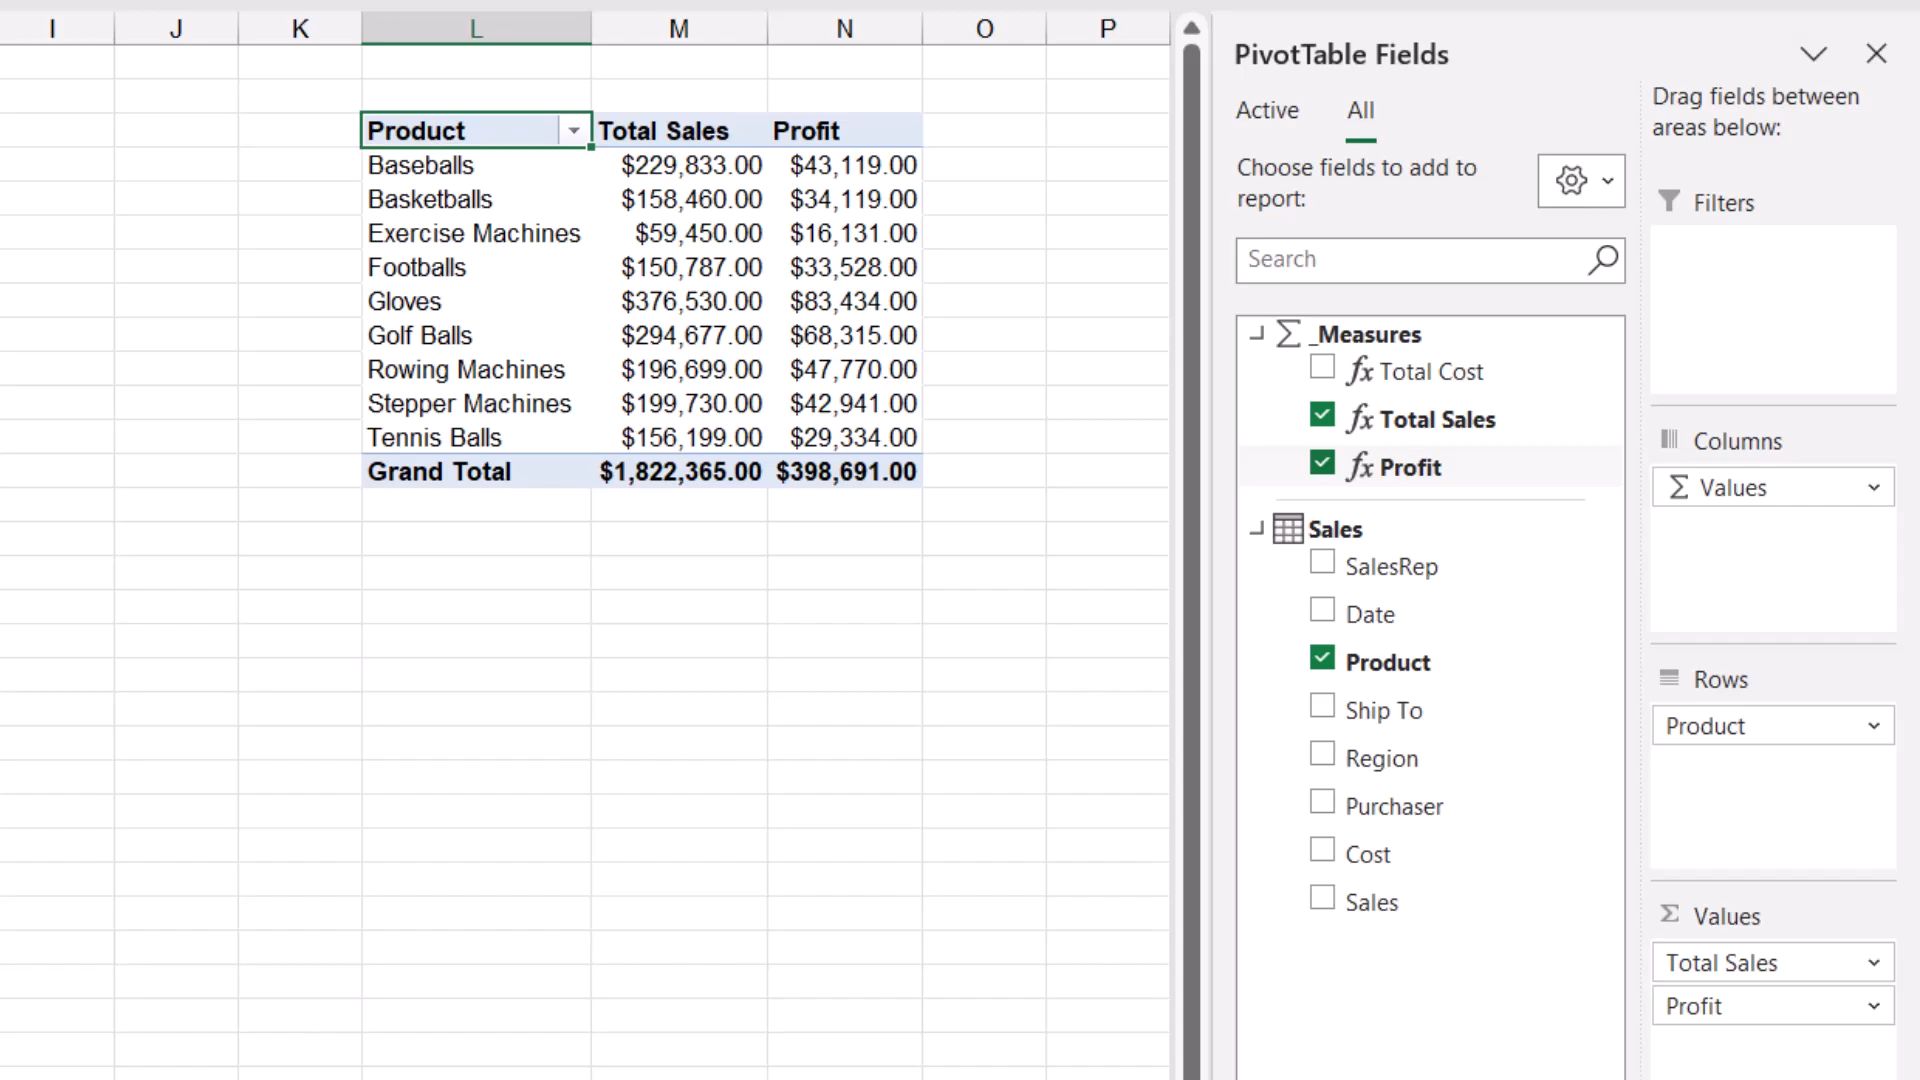 I J K L M N O P
Product Total Sales Profit
Baseballs $229,833.00 $43,119.00
Basketballs $158,460.00 $34,119.00
Exercise Machines $59,450.00 $16,131.00
Footballs $150,787.00 $33,528.00
Gloves $376,530.00 $83,434.00
Golf Balls $294,677.00 $68,315.00
Rowing Machines $196,699.00 $47,770.00
Stepper Machines $199,730.00 $42,941.00
Tennis Balls $156,199.00 $29,334.00
Grand Total $1,822,365.00 $398,691.00
PivotTable Fields
Active All
Choose fields to add to
report:
Search
Σ _Measures
fx Total Cost
fx Total Sales
fx Profit
Sales
SalesRep
Date
Product
Ship To
Region
Purchaser
Cost
Sales
Drag fields between
areas below:
Filters
Columns
Σ Values
Rows
Product
Σ Values
Total Sales
Profit